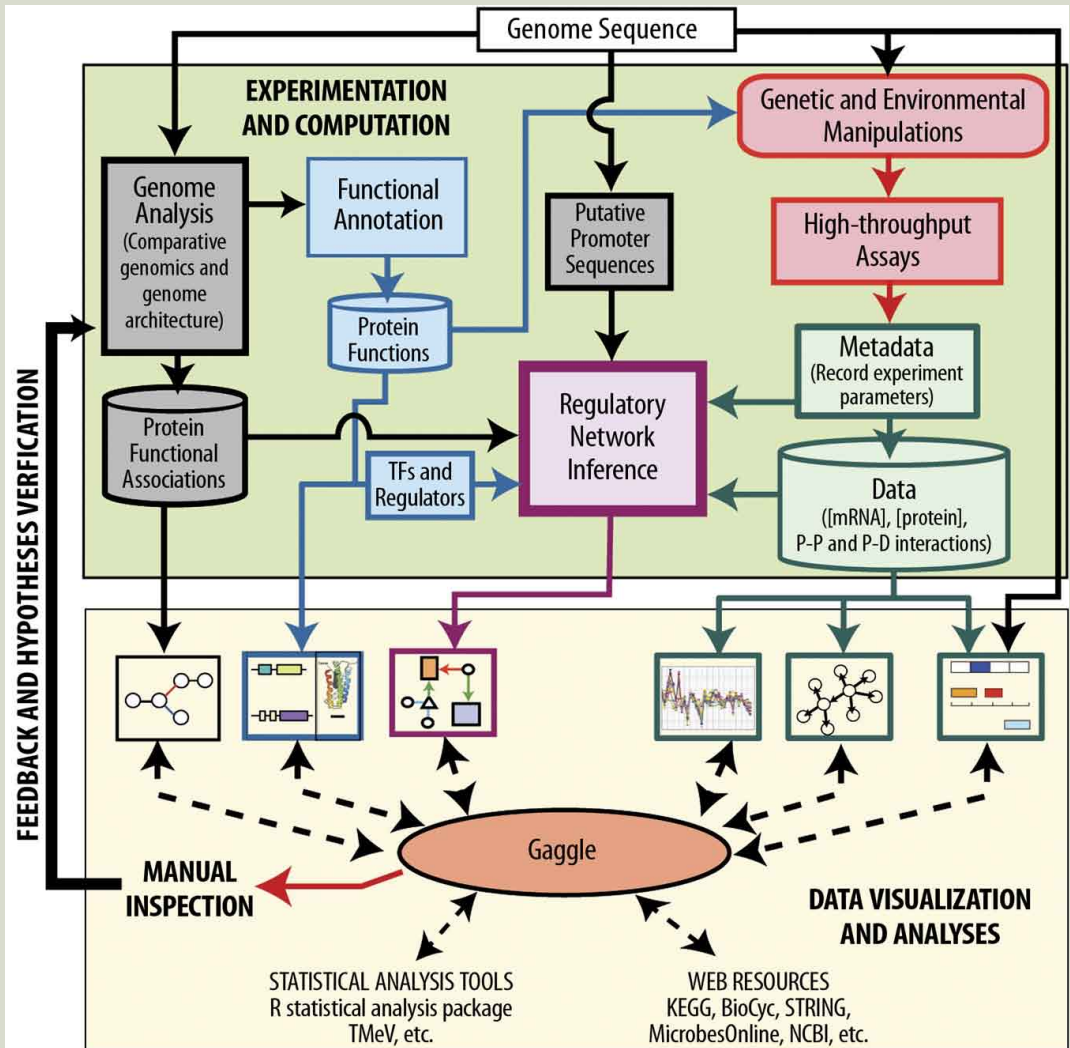 Genome Sequence
EXPERIMENTATION
AND COMPUTATION
Genetic and Environmental
Manipulations
Genome
Analysis
(Comparative
genomics and
genome
architecture)
Functional
Annotation
Putative
Promoter
Sequences
High-throughput
Assays
Protein
Functions
Metadata
(Record experiment
parameters)
Regulatory
Network
Inference
Protein
Functional
Associations
TFs and
Regulators
Data
([mRNA], [protein],
P-P and P-D interactions)
FEEDBACK AND HYPOTHESES VERFICATION
Gaggle
MANUAL
INSPECTION
DATA VISUALIZATION
AND ANALYSES
STATISTICAL ANALYSIS TOOLS
R statistical analysis package
TMeV, etc.
WEB RESOURCES
KEGG, BioCyc, STRING,
MicrobesOnline, NCBI, etc.